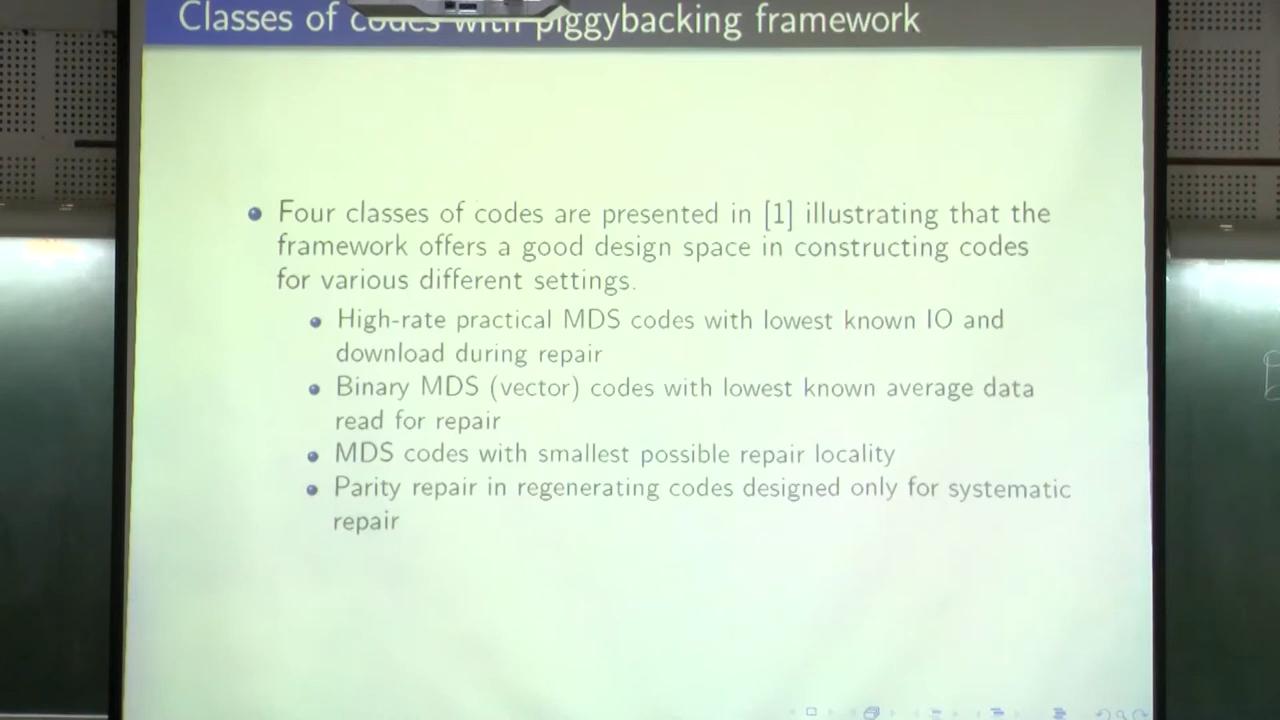 Classes of codes with piggybacking framework
Four classes of codes are presented in [1] illustrating that the
framework offers a good design space in constructing codes
for various different settings.
High-rate practical MDS codes with lowest known IO and
download during repair
Binary MDS (vector) codes with lowest known average data
read for repair
MDS codes with smallest possible repair locality
Parity repair in regenerating codes designed only for systematic
repair